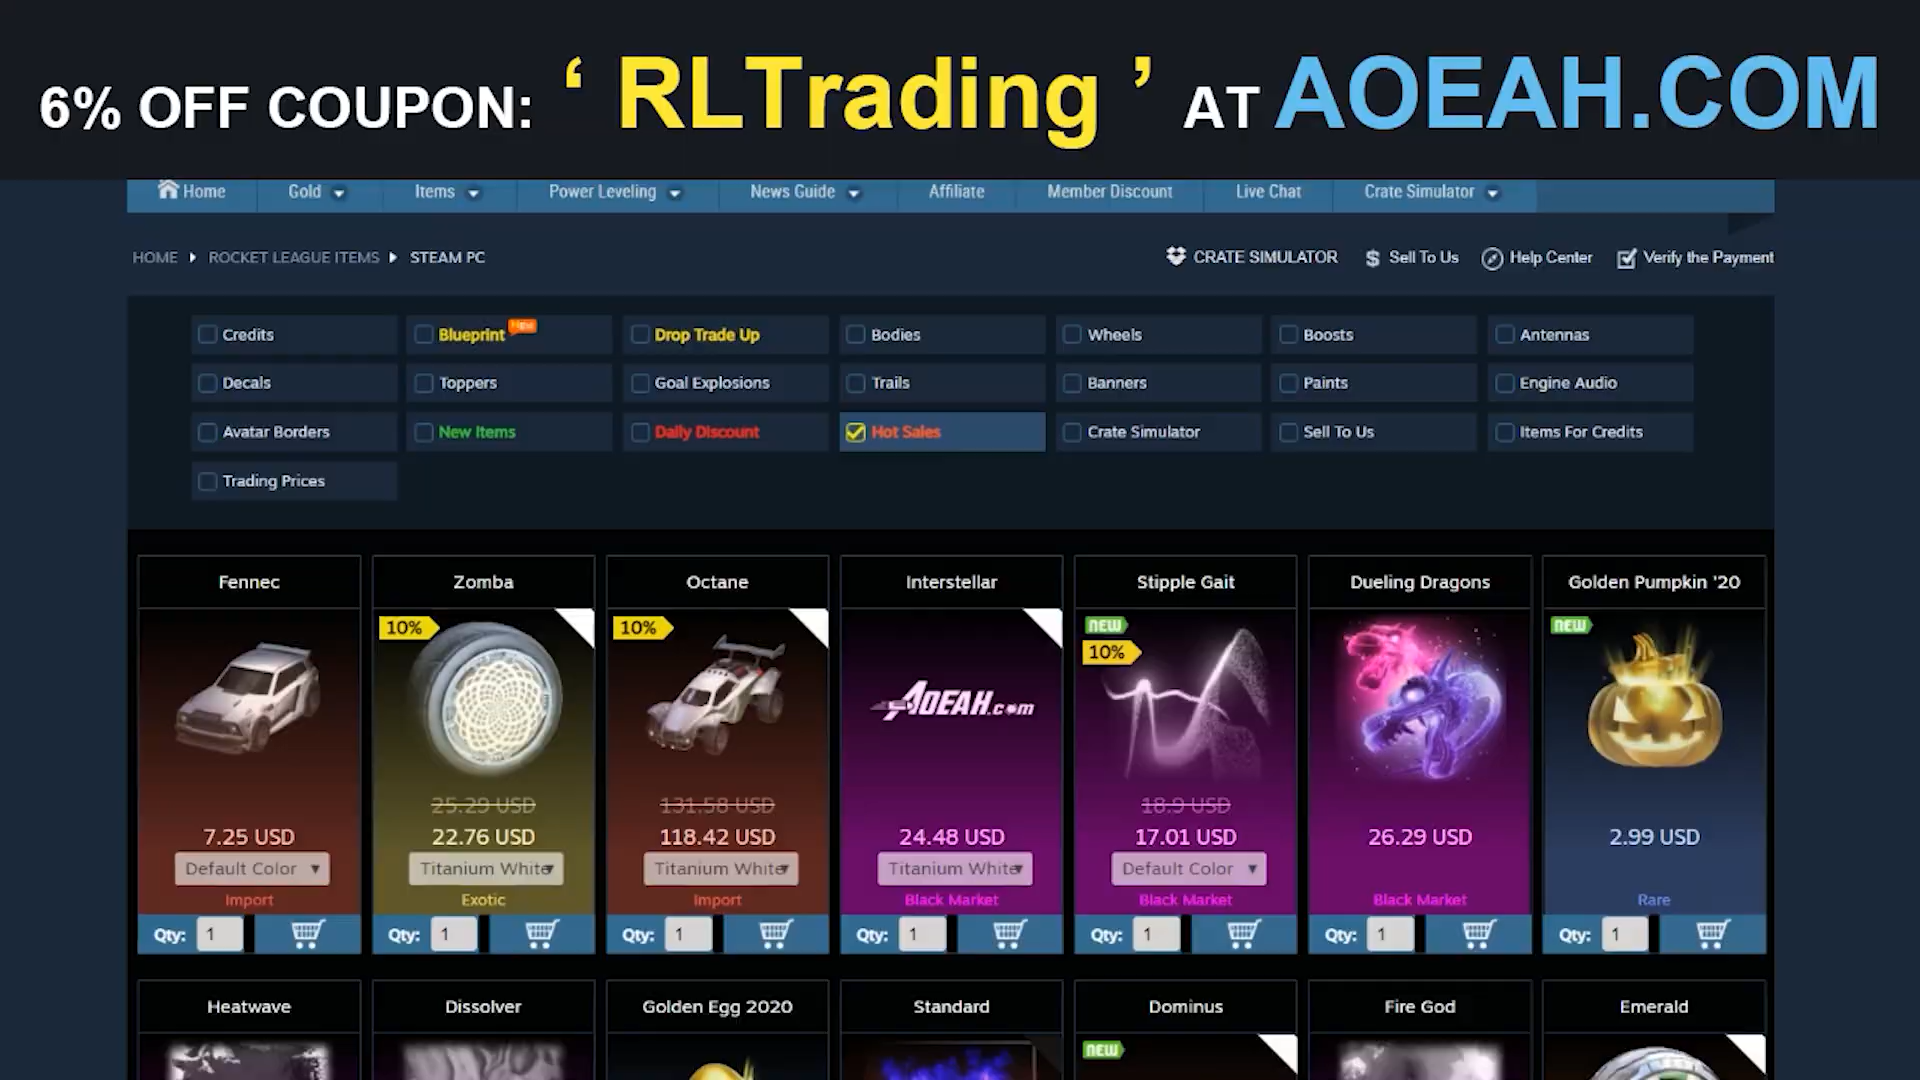 6% OFF COUPON: ‘ RLTrading ’ AT AOEAH.COM
Home Gold Items Power Leveling News Guide Affiliate Member Discount Live Chat Crate Simulator
HOME ROCKET LEAGUE ITEMS STEAM PC CRATE SIMULATOR $ Sell To Us Help Center Verify the Payment
Credits Blueprint New Drop Trade Up Bodies Wheels Boosts Antennas
Decals Toppers Goal Explosions Trails Banners Paints Engine Audio
Avatar Borders New Items Daily Discount Hot Sales Crate Simulator Sell To Us Items For Credits
Trading Prices
Fennec Zomba Octane Interstellar Stipple Gait Dueling Dragons Golden Pumpkin '20
10% 10% NEW NEW
10%
AOEAH.com
25.29 USD 131.58 USD 18.9 USD
7.25 USD 22.76 USD 118.42 USD 24.48 USD 17.01 USD 26.29 USD 2.99 USD
Default Color Titanium White Titanium White Titanium White Default Color
Import Exotic Import Black Market Black Market Black Market Rare
Qty: 1 Qty: 1 Qty: 1 Qty: 1 Qty: 1 Qty: 1 Qty: 1
Heatwave Dissolver Golden Egg 2020 Standard Dominus Fire God Emerald
NEW